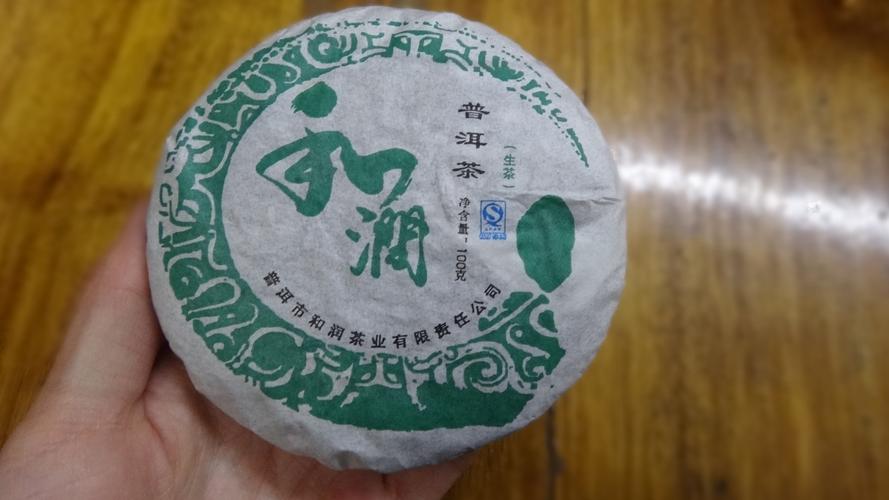 和润
普洱茶
(生茶)
净含量:100克
普洱市和润茶业有限责任公司